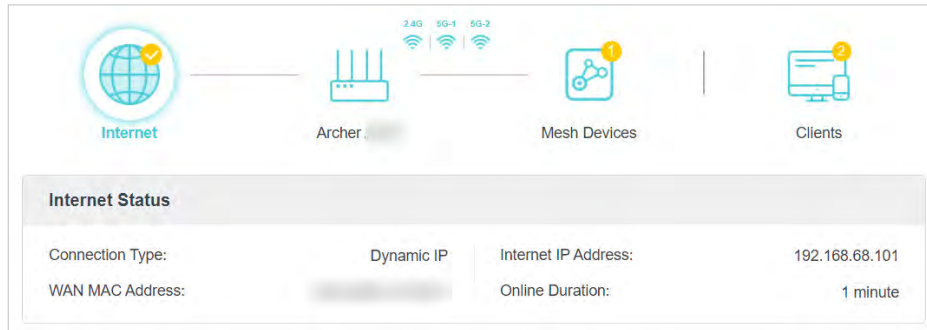 2.4G 5G-1 5G-2
1
2
Internet
Archer
Mesh Devices
Clients
Internet Status
Connection Type: Dynamic IP
Internet IP Address: 192.168.68.101
WAN MAC Address:
Online Duration: 1 minute